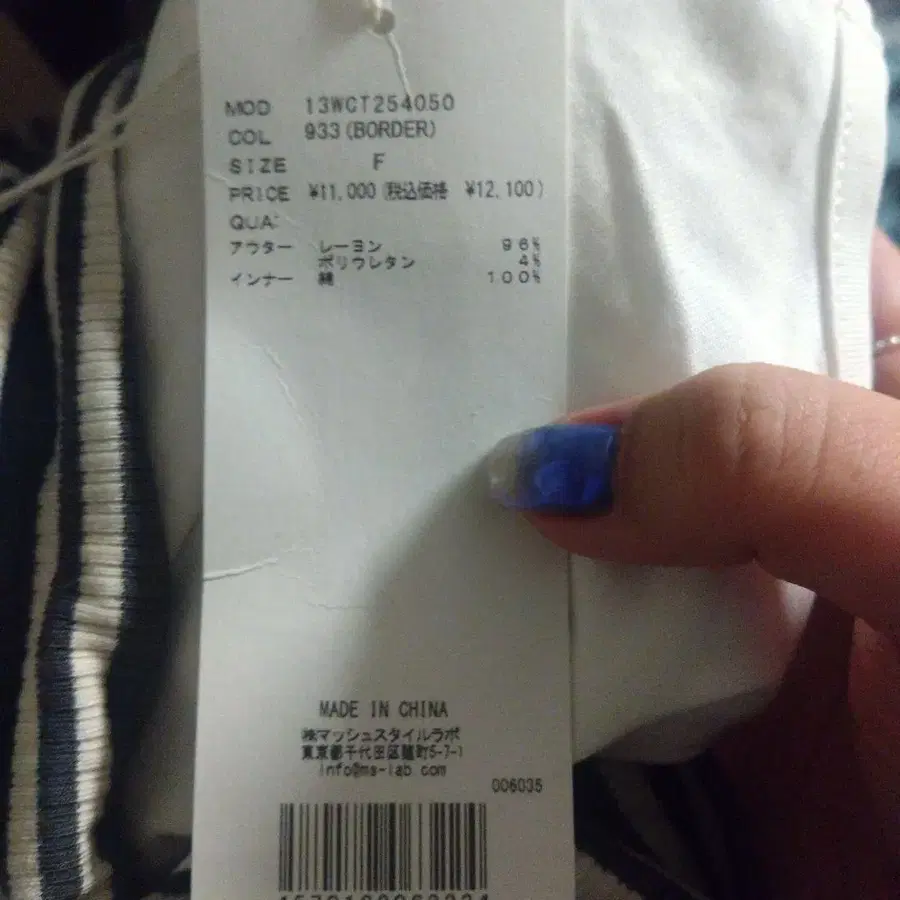 MOD 13WCT254050
COL 933(BORDER)
SIZE F
PRICE ¥11,000(税込価格 ¥12,100)
QUA:
アウター レーヨン 96%
ポリウレタン 4%
インナー 綿 100%
MADE IN CHINA
㈱マッシュスタイルラボ
東京都千代田区麹町5-7-1
info@ms-lab.com
006035